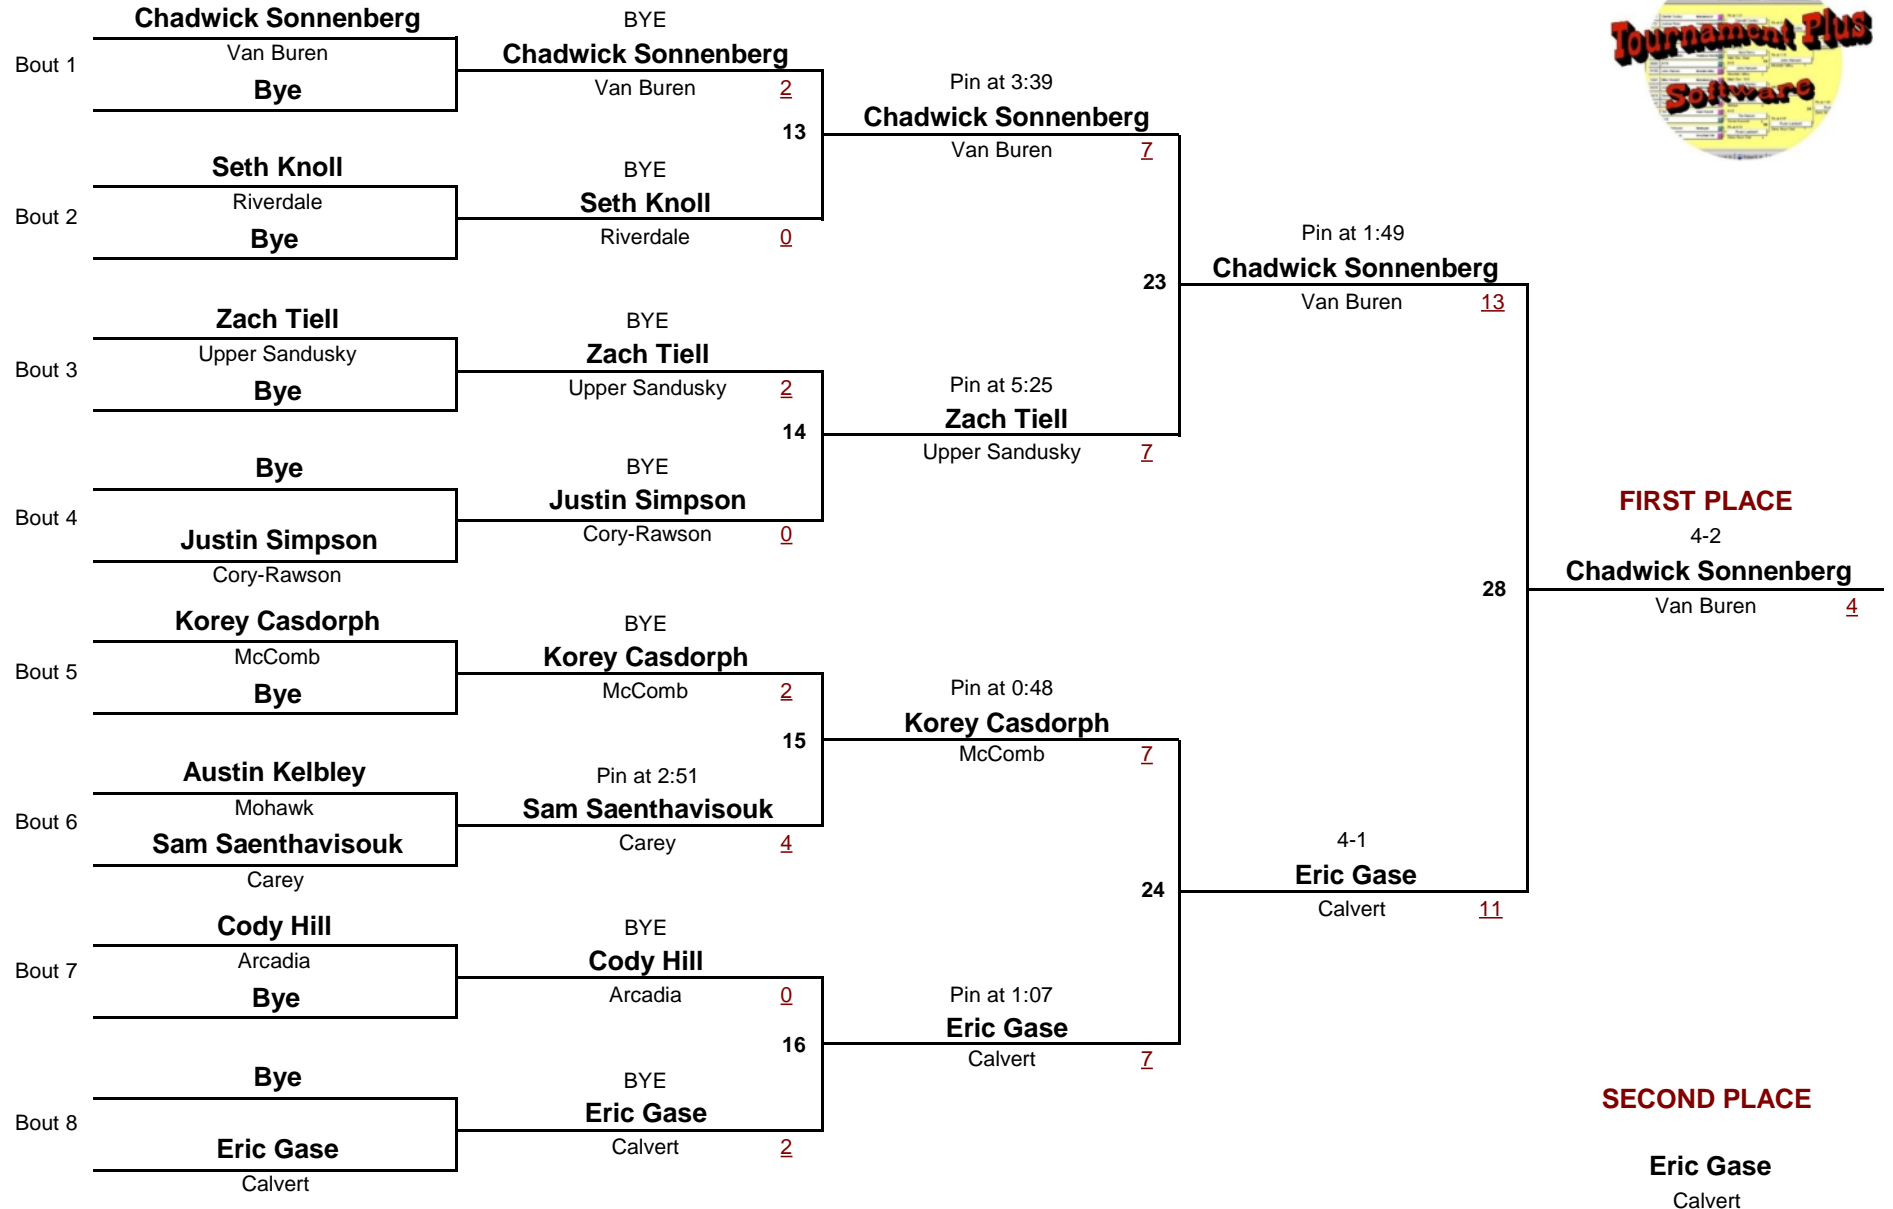 Chadwick Sonnenberg
Bout 1
Van Buren
Bye
BYE
Chadwick Sonnenberg
Van Buren 2
13
Seth Knoll
Bout 2
Riverdale
Bye
BYE
Seth Knoll
Riverdale 0
Pin at 3:39
Chadwick Sonnenberg
Van Buren 7
23
Zach Tiell
Bout 3
Upper Sandusky
Bye
BYE
Zach Tiell
Upper Sandusky 2
14
Bye
Bout 4
Justin Simpson
Cory-Rawson
BYE
Justin Simpson
Cory-Rawson 0
Pin at 5:25
Zach Tiell
Upper Sandusky 7
Pin at 1:49
Chadwick Sonnenberg
Van Buren 13
28
Korey Casdorph
Bout 5
McComb
Bye
BYE
Korey Casdorph
McComb 2
15
Austin Kelbley
Bout 6
Mohawk
Sam Saenthavisouk
Carey
Pin at 2:51
Sam Saenthavisouk
Carey 4
Pin at 0:48
Korey Casdorph
McComb 7
24
Cody Hill
Bout 7
Arcadia
Bye
BYE
Cody Hill
Arcadia 0
16
Bye
Bout 8
Eric Gase
Calvert
BYE
Eric Gase
Calvert 2
Pin at 1:07
Eric Gase
Calvert 7
4-1
Eric Gase
Calvert 11
Tournament Plus
Software
FIRST PLACE
4-2
Chadwick Sonnenberg
Van Buren 4
SECOND PLACE
Eric Gase
Calvert